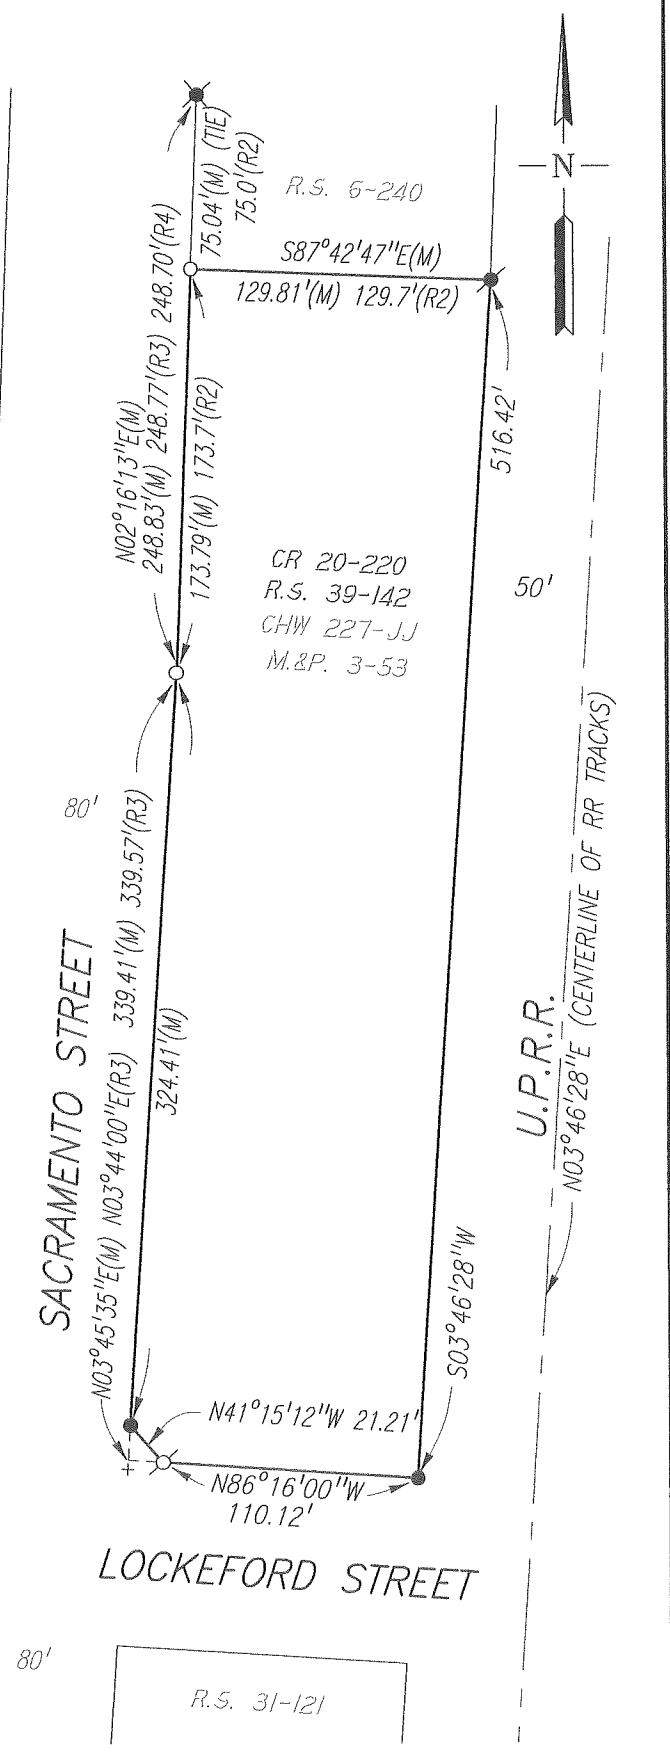 75.04'(M) (TIE)
75.0'(R2)
R.S. 6-240
N
S87°42'47"E(M)
129.81'(M) 129.7'(R2)
N02°16'13"E(M)
248.83'(M) 248.77'(R3) 248.70'(R4)
173.79'(M) 173.7'(R2)
516.42'
CR 20-220
R.S. 39-142
CHW 227-JJ
M.&P. 3-53
50'
80'
SACRAMENTO STREET
N03°45'35"E(M) N03°44'00"E(R3) 339.41'(M) 339.57'(R3)
324.41'(M)
U.P.R.R.
N03°46'28"E (CENTERLINE OF RR TRACKS)
S03°46'28"W
N41°15'12"W 21.21'
N86°16'00"W
110.12'
LOCKEFORD STREET
80'
R.S. 31-121